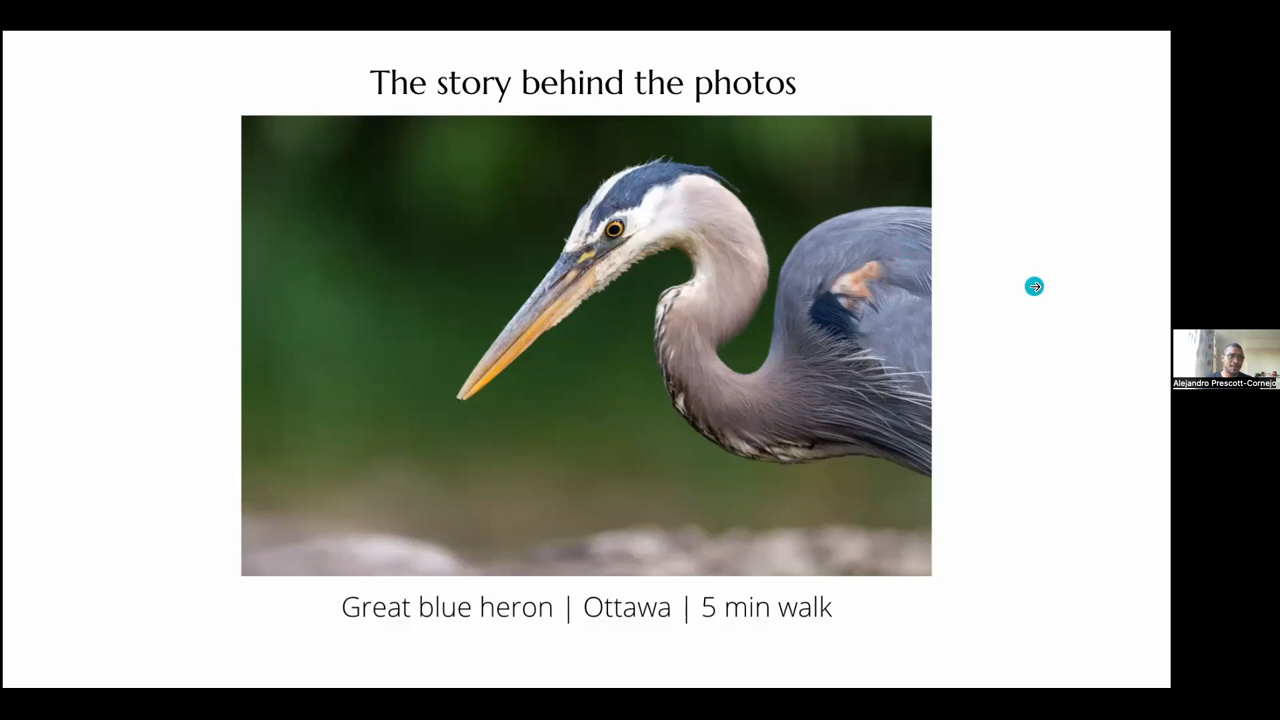 The story behind the photos
Great blue heron | Ottawa | 5 min walk
Alejandro Prescott-Cornejo